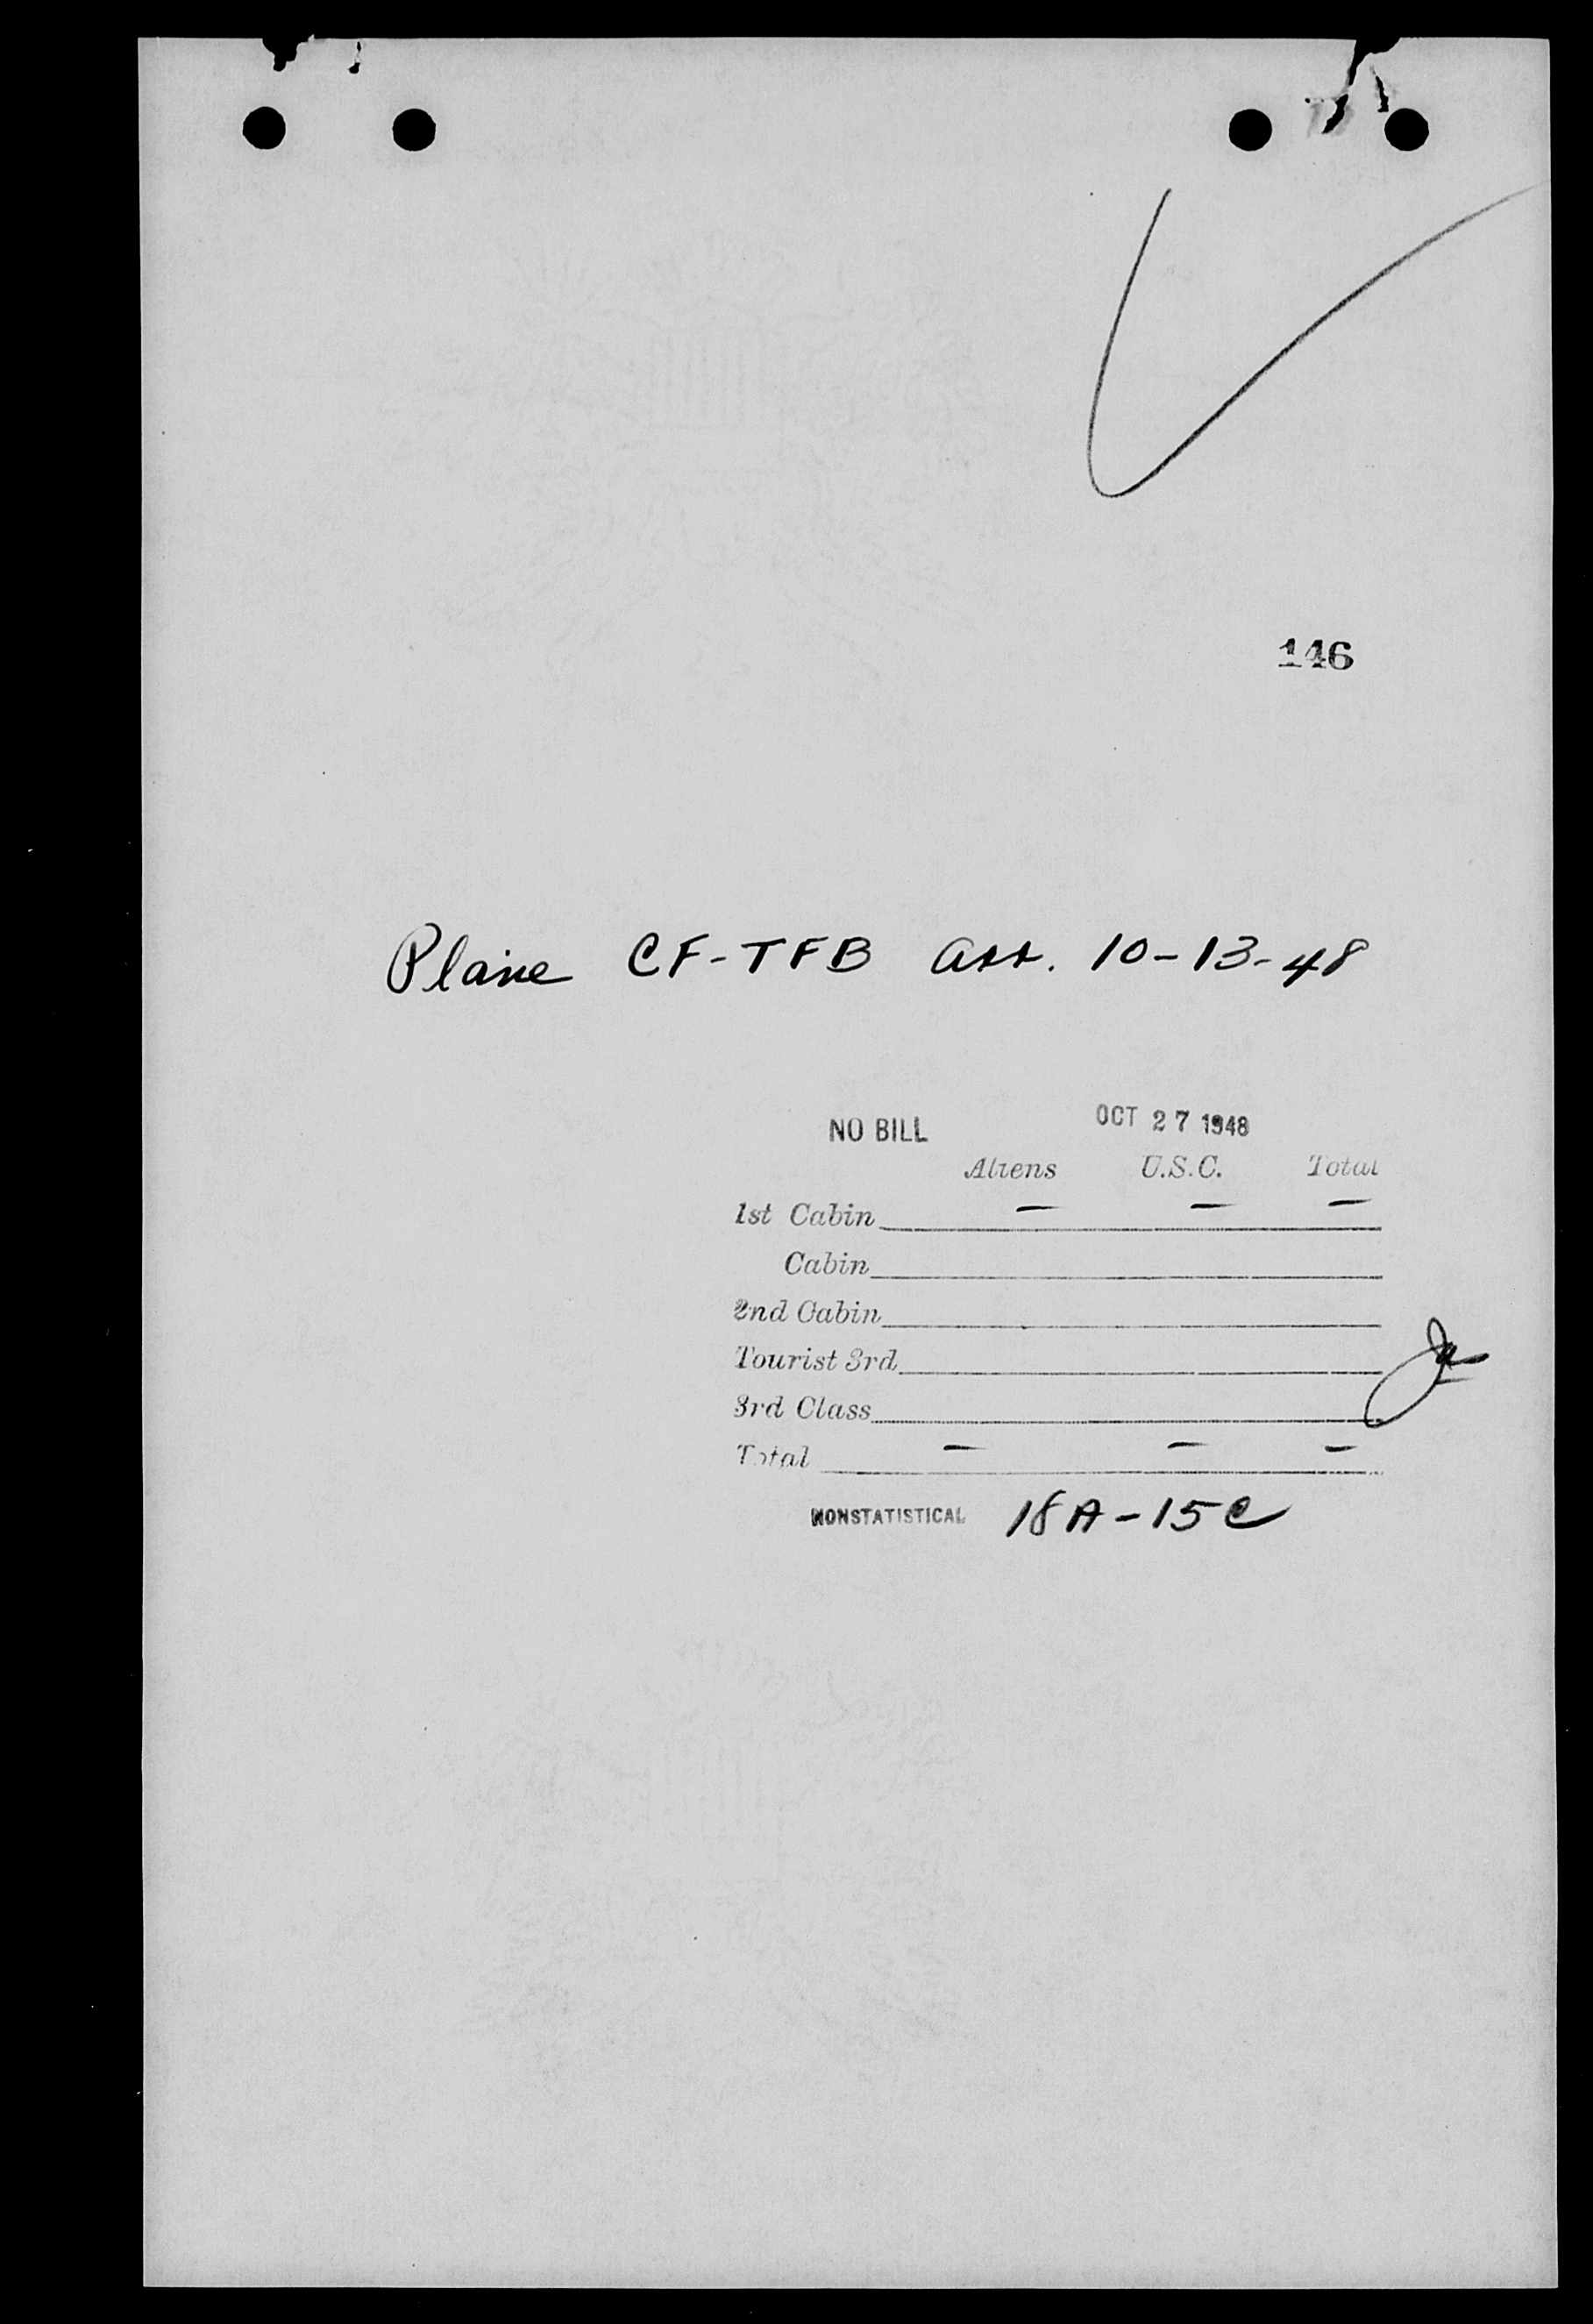 146
Plane CF-TFB arr. 10-13-48
NO BILL OCT 27 1948
Aliens U.S.C. Total
1st Cabin — — —
Cabin
2nd Cabin
Tourist 3rd
3rd Class
Total — — —
NONSTATISTICAL 18A-15C